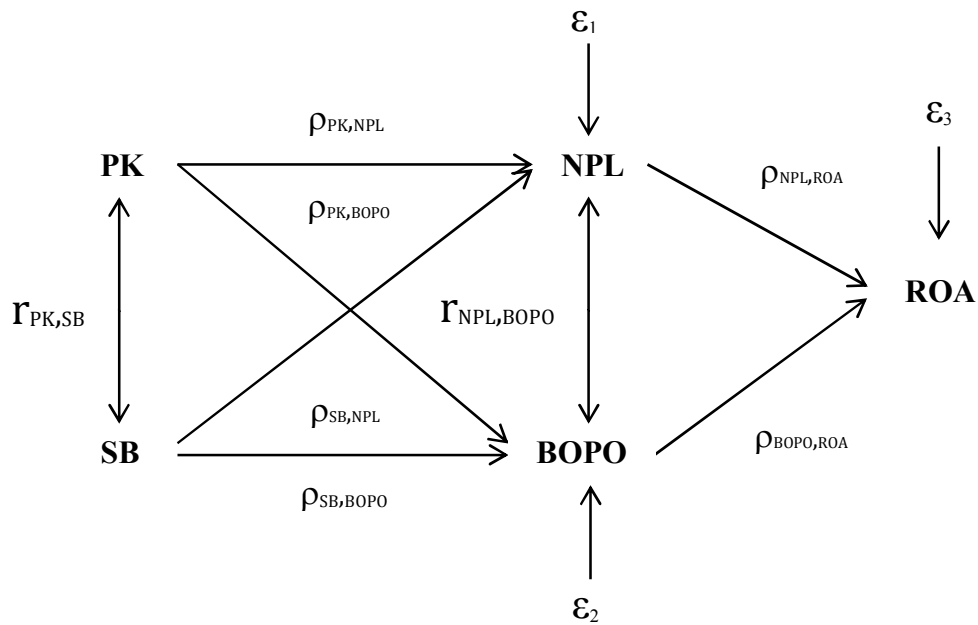 ε₁
ρPK,NPL
ε₃
PK
NPL
ρNPL,ROA
ρPK,BOPO
ROA
rPK,SB
rNPL,BOPO
ρSB,NPL
SB
BOPO
ρBOPO,ROA
ρSB,BOPO
ε₂